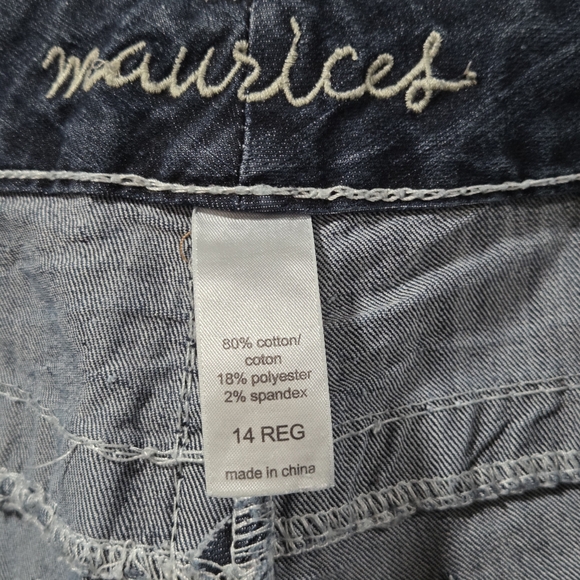 maurices
80% cotton/
coton
18% polyester
2% spandex
14 REG
made in china